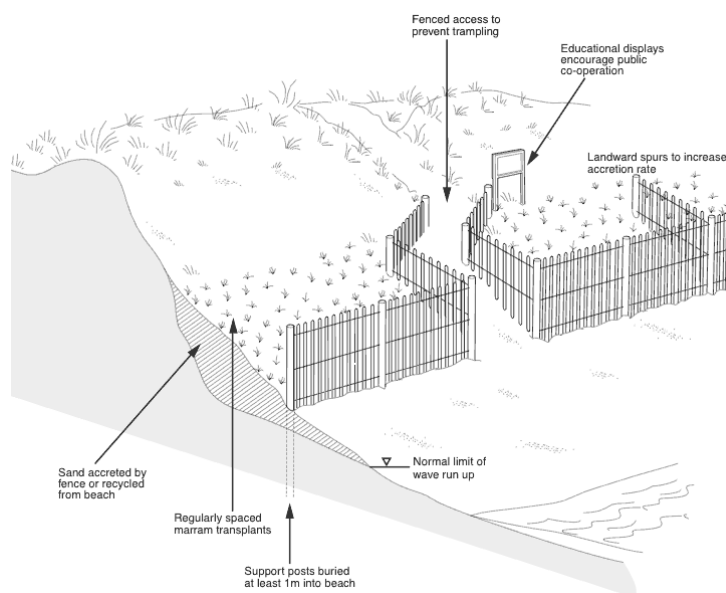 Fenced access to
prevent trampling
Educational displays
encourage public
co-operation
Landward spurs to increase
accretion rate
Normal limit of
wave run up
Sand accreted by
fence or recycled
from beach
Regularly spaced
marram transplants
Support posts buried
at least 1m into beach